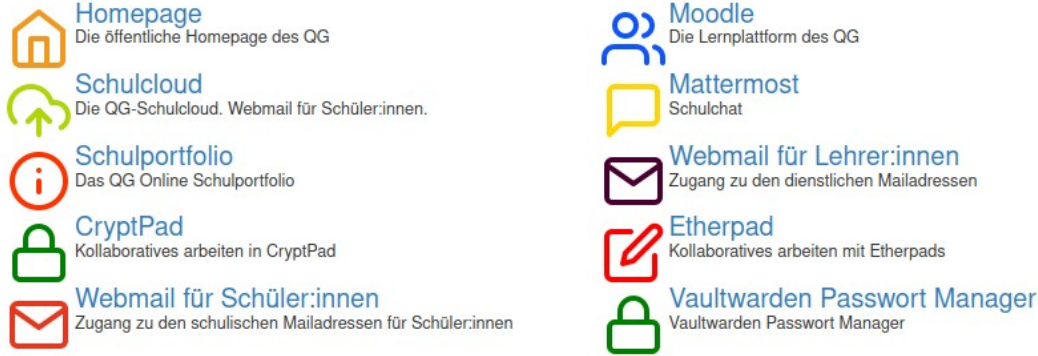 Homepage
Die öffentliche Homepage des QG
Moodle
Die Lernplattform des QG
Schulcloud
Die QG-Schulcloud. Webmail für Schüler:innen.
Mattermost
Schulchat
Schulportfolio
Das QG Online Schulportfolio
Webmail für Lehrer:innen
Zugang zu den dienstlichen Mailadressen
CryptPad
Kollaboratives arbeiten in CryptPad
Etherpad
Kollaboratives arbeiten mit Etherpads
Webmail für Schüler:innen
Zugang zu den schulischen Mailadressen für Schüler:innen
Vaultwarden Passwort Manager
Vaultwarden Passwort Manager